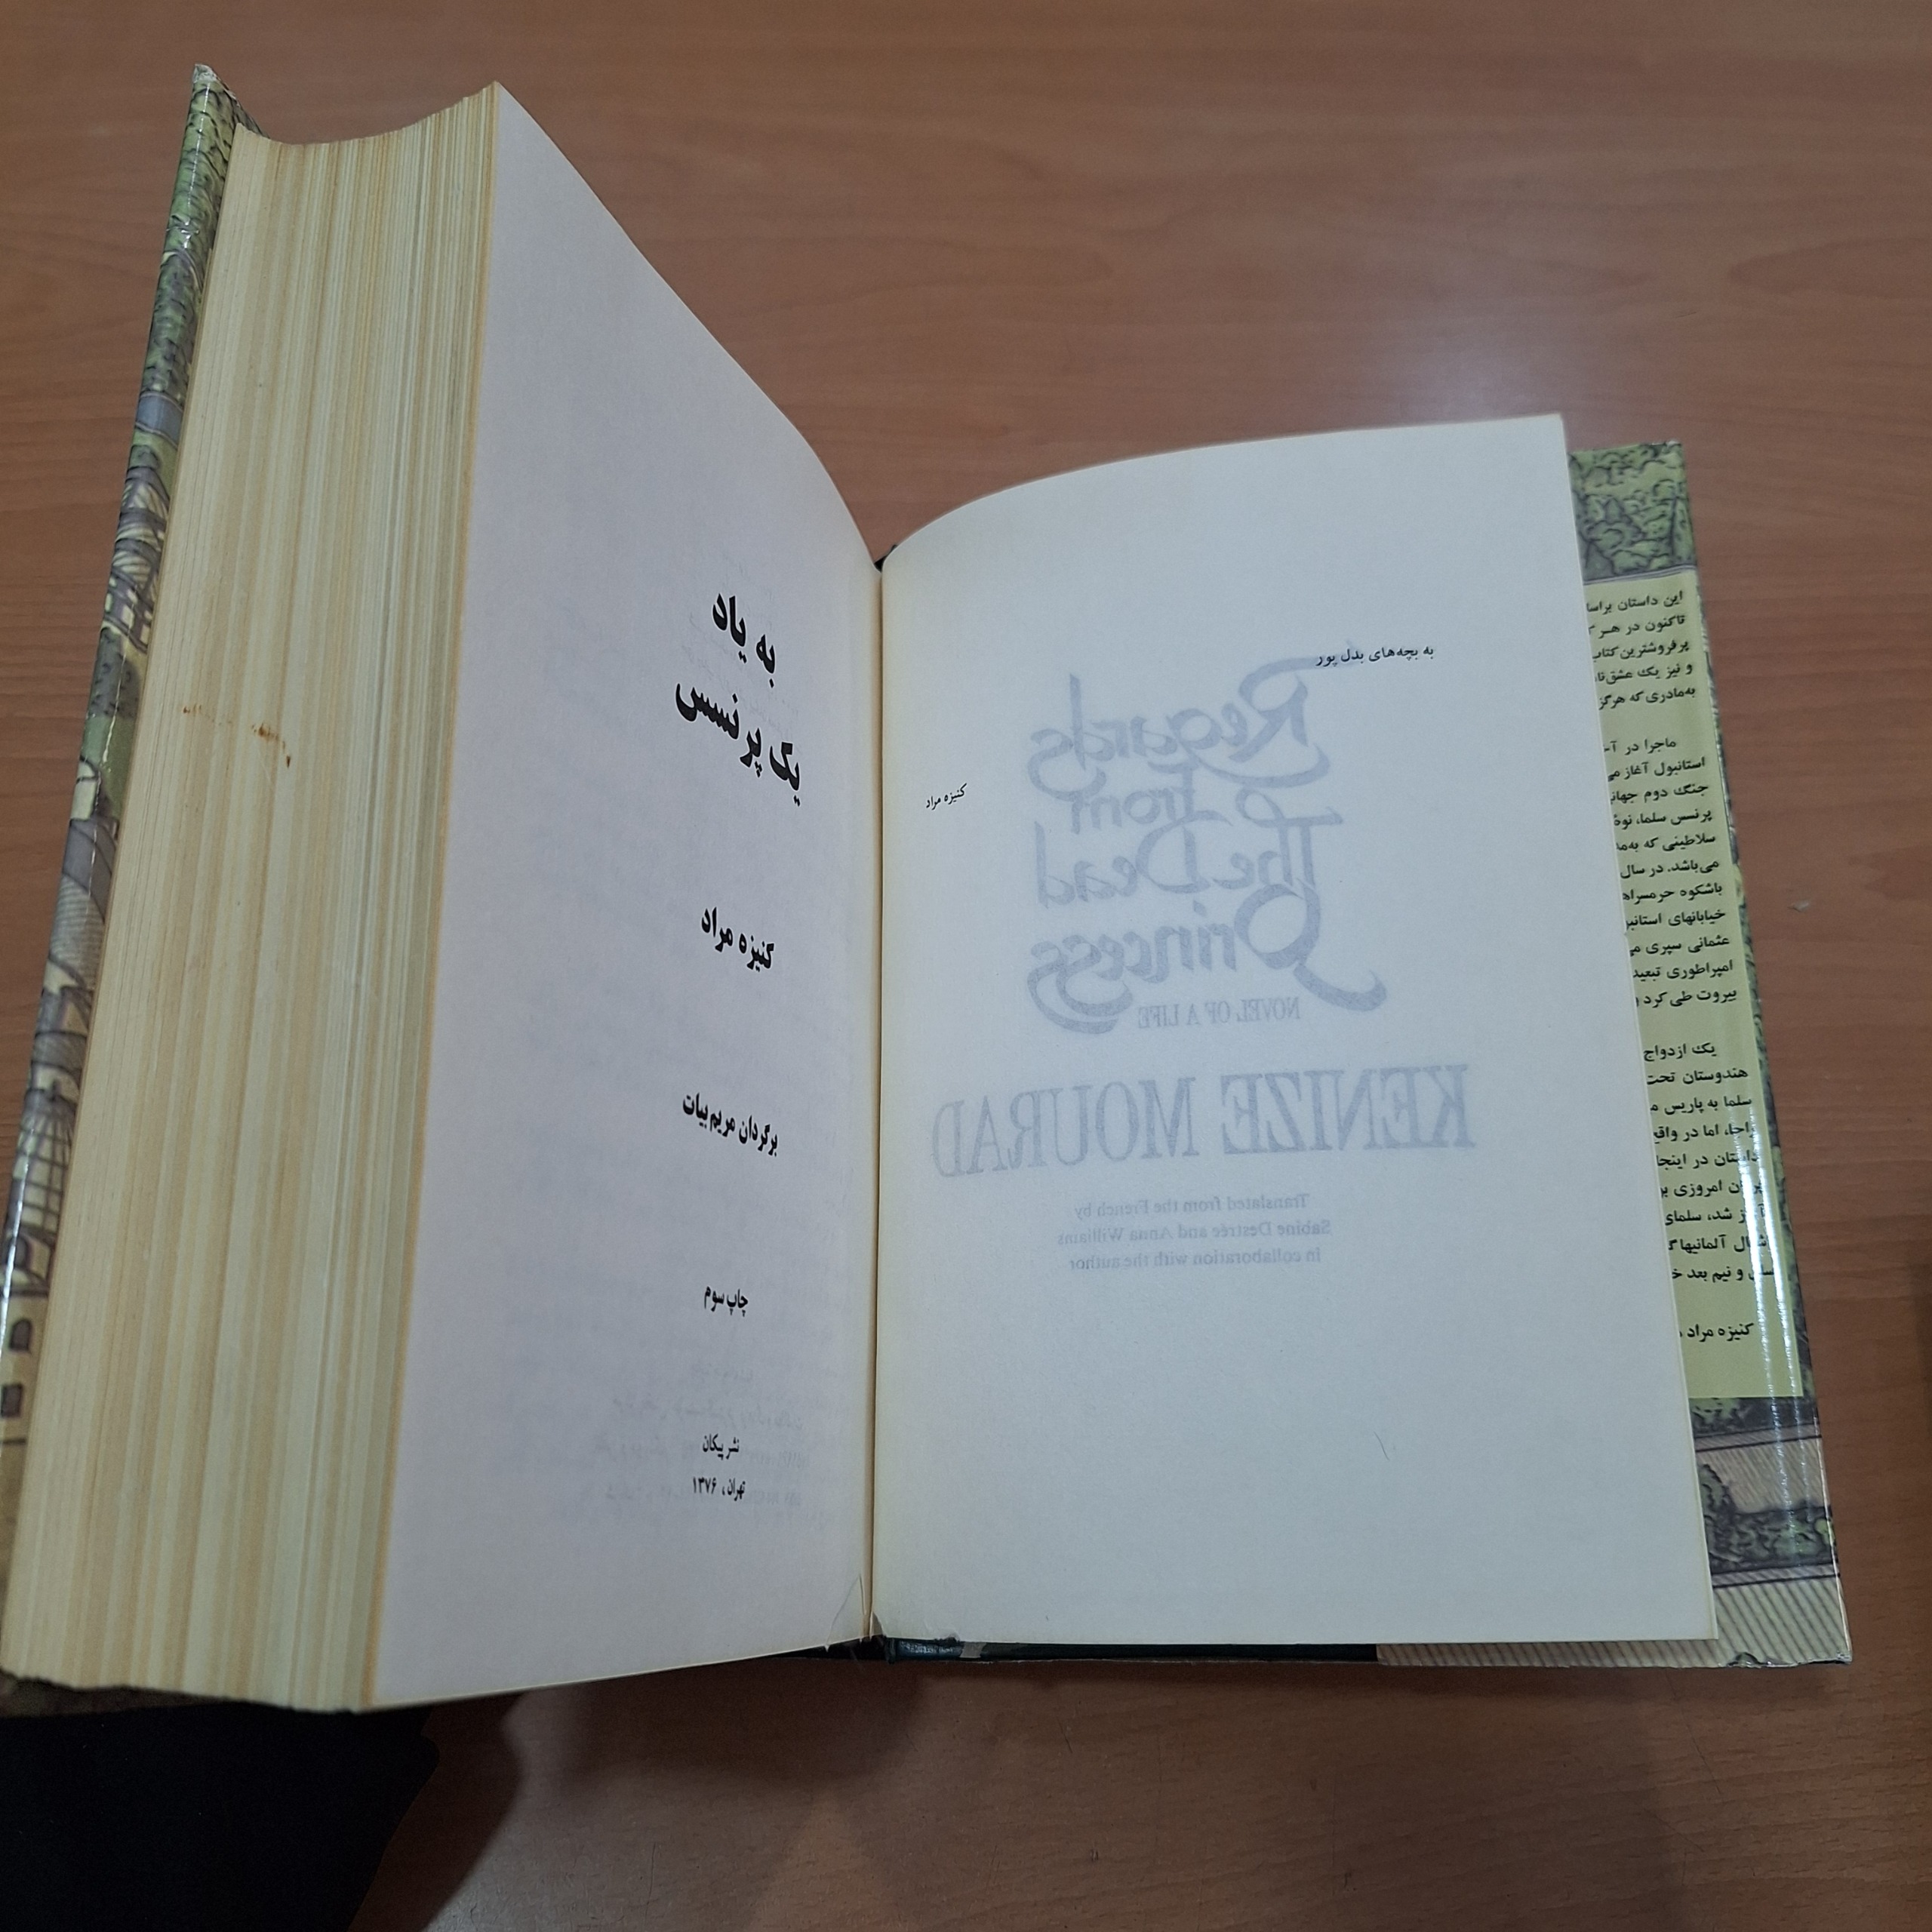 این داستان براسا
تاکنون در هر
پرفروشترین کتاب
و نیز یک عشق
به‌مادری که هرگز
ماجرا در
استانبول آغاز
جنگ دوم
پرنسس سلما،
سلاطینی که
می‌باشد. در سال
باشکوه حرمسراه
خیابانهای استانبو
عثمانی سپری
امپراطوری تبعید
بیروت طی کرد
یک ازدواج
هندوستان تحت
سلما به پاریس
راجا، اما در واقع
داستان در اینجا
امروزی
شد، سلمای
آلمانیها
و نیم بعد
کنیزه مراد
به بچه‌های بدل پور
کنیزه مراد
Regards
from
The Dead
Princess
NOVEL OF A LIFE
KENIZE MOURAD
Translated from the French by
Sabine Destrée and Anna Williams
in collaboration with the author
به یاد
یک پرنسس
کنیزه مراد
برگردان مریم بیات
چاپ سوم
نشر پیکان
تهران، ۱۳۷۶